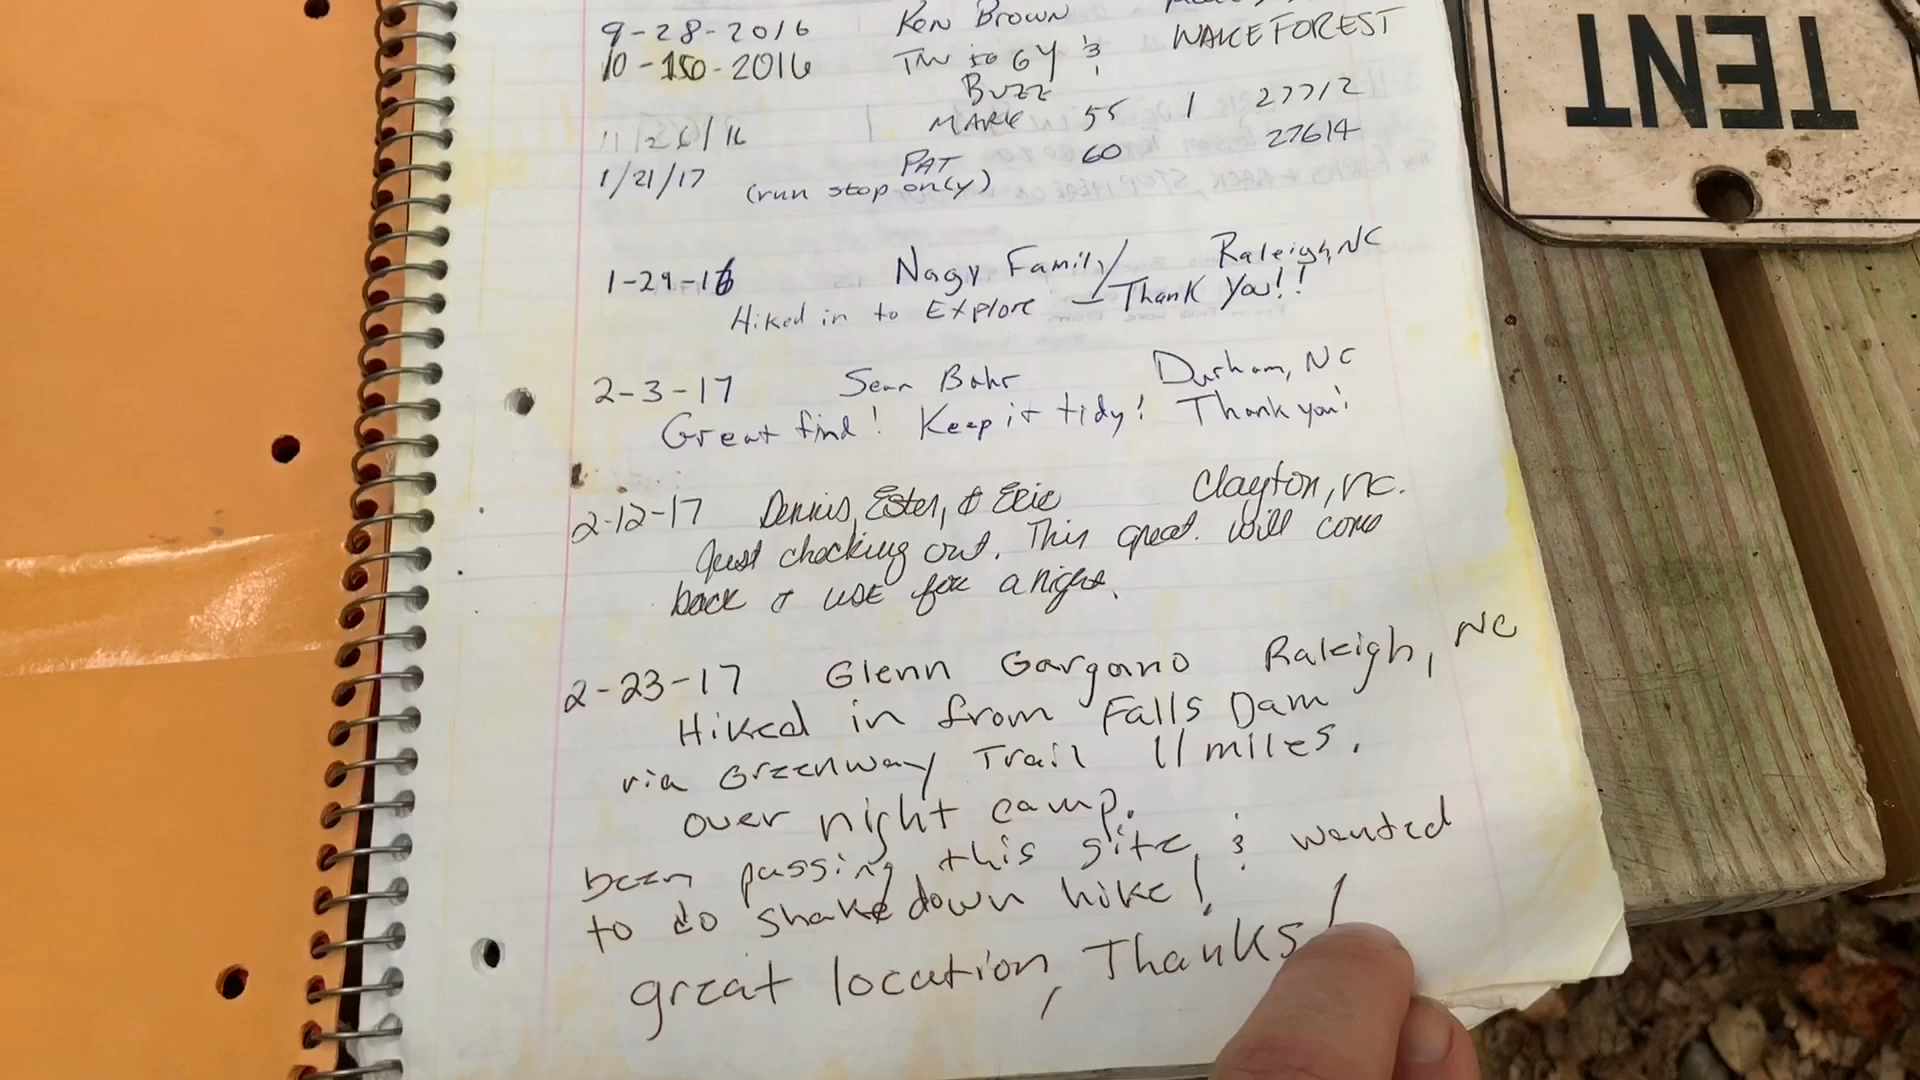 9-28-2016 Ken Brown
10-150-2016 TW to GY & WAKE FOREST
BUZZ
11/26/16 MARK 55 1 27712
1/21/17 PAT 60 27614
(run stop only)
1-29-16 Nagy Family Raleigh, NC
Hiked in to Explore - Thank You!!
2-3-17 Sean Bahr Durham, NC
Great find! Keep it tidy! Thank you!
2-12-17 Dennis, Ester, & Eric Clayton, NC.
Just checking out. This great. Will come
back & use for a night.
2-23-17 Glenn Gargano Raleigh, NC
Hiked in from Falls Dam
via Greenway Trail 11 miles.
over night camp.
been passing this site, & wanted
to do shakedown hike!
great location, Thanks!
TENT